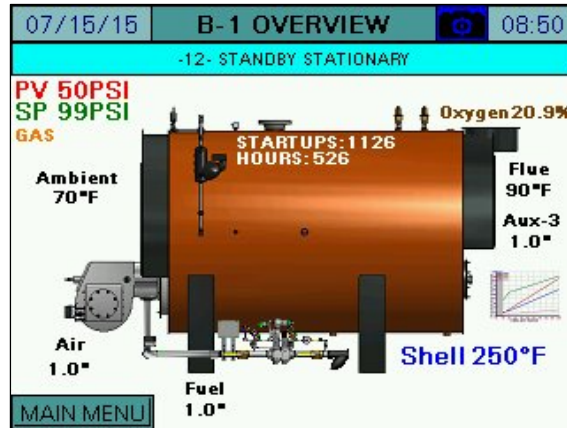 07/15/15 B-1 OVERVIEW 08:50
-12- STANDBY STATIONARY
PV 50PSI
SP 99PSI
GAS
Oxygen 20.9%
STARTUPS:1126
HOURS:526
Ambient
70°F
Flue
90°F
Aux-3
1.0"
Air
1.0"
Shell 250°F
Fuel
1.0"
MAIN MENU